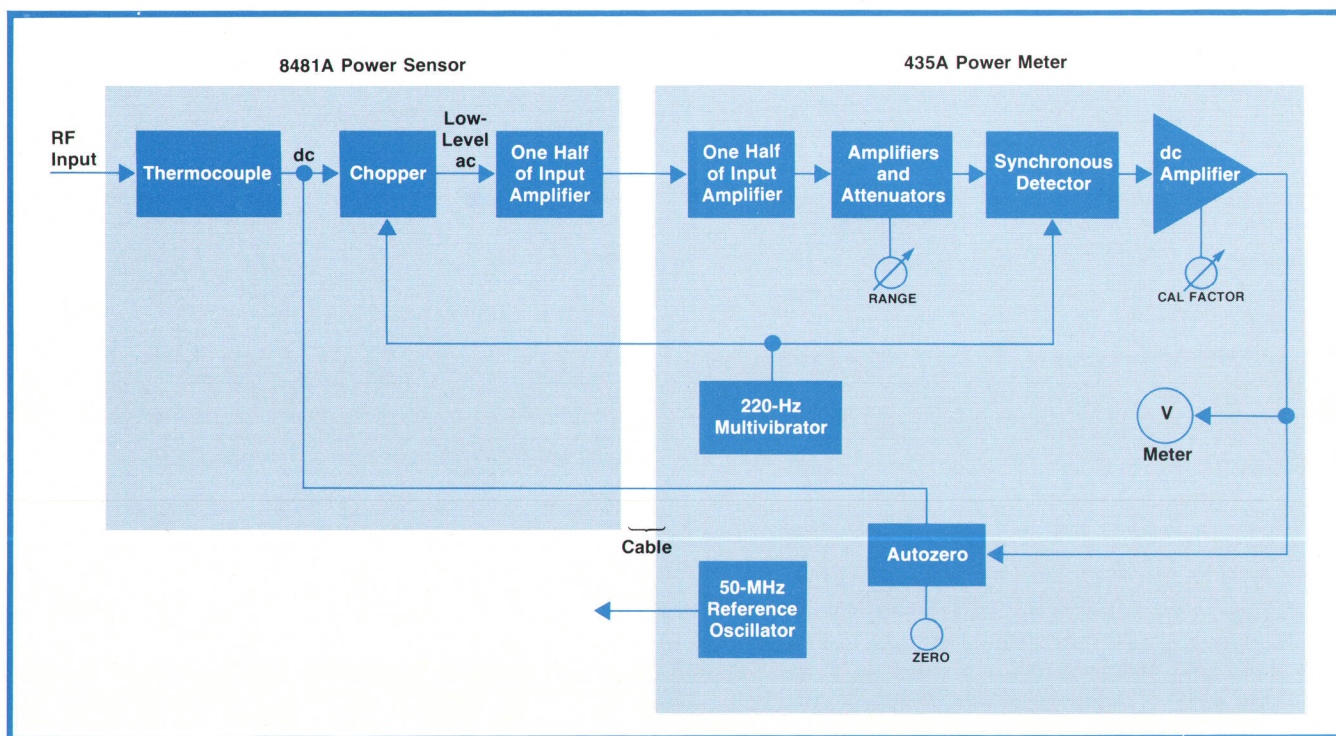 8481A Power Sensor
435A Power Meter
RF
Input
Thermocouple
dc
Chopper
Low-
Level
ac
One Half
of Input
Amplifier
One Half
of Input
Amplifier
Amplifiers
and
Attenuators
RANGE
Synchronous
Detector
dc
Amplifier
CAL FACTOR
220-Hz
Multivibrator
V
Meter
Cable
50-MHz
Reference
Oscillator
Autozero
ZERO